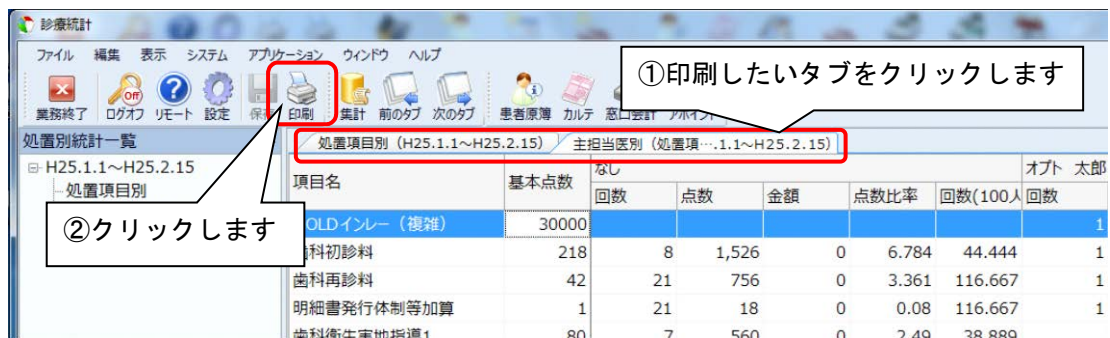 診療統計
ファイル 編集 表示 システム アプリケーション ウィンドウ ヘルプ
①印刷したいタブをクリックします
Off
業務終了 ログオフ リモート 設定 印刷 集計 前のタブ 次のタブ 患者原簿 カルテ 窓口会計
処置別統計一覧
処置項目別（H25.1.1～H25.2.15） 主担当医別（処置項….1.1～H25.2.15）
H25.1.1～H25.2.15
処置項目別
項目名 基本点数 なし オプト 太郎
回数 点数 金額 点数比率 回数(100人 回数
②クリックします
OLDインレー（複雑） 30000 1
歯科初診料 218 8 1,526 0 6.784 44.444 1
歯科再診料 42 21 756 0 3.361 116.667 1
明細書発行体制等加算 1 21 18 0 0.08 116.667 1
歯科衛生実地指導1 80 7 560 0 2.49 38.889